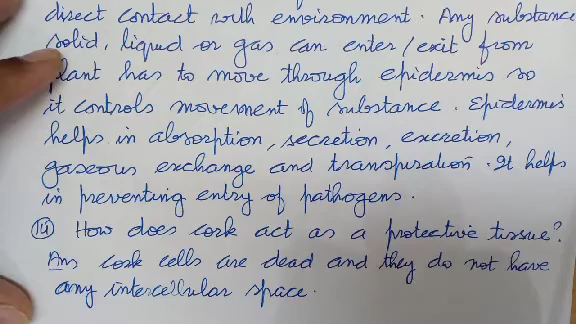 direct contact with environment. Any substance
solid, liquid or gas can enter/exit from
plant has to move through epidermis so
it controls movement of substance. Epidermis
helps in absorption, secretion, excretion,
gaseous exchange and transpiration. It helps
in preventing entry of pathogens.
(14) How does cork act as a protective tissue?
Ans cork cells are dead and they do not have
any intercellular space.